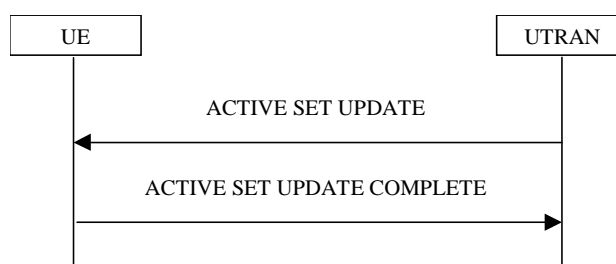 UE
UTRAN
ACTIVE SET UPDATE
ACTIVE SET UPDATE COMPLETE